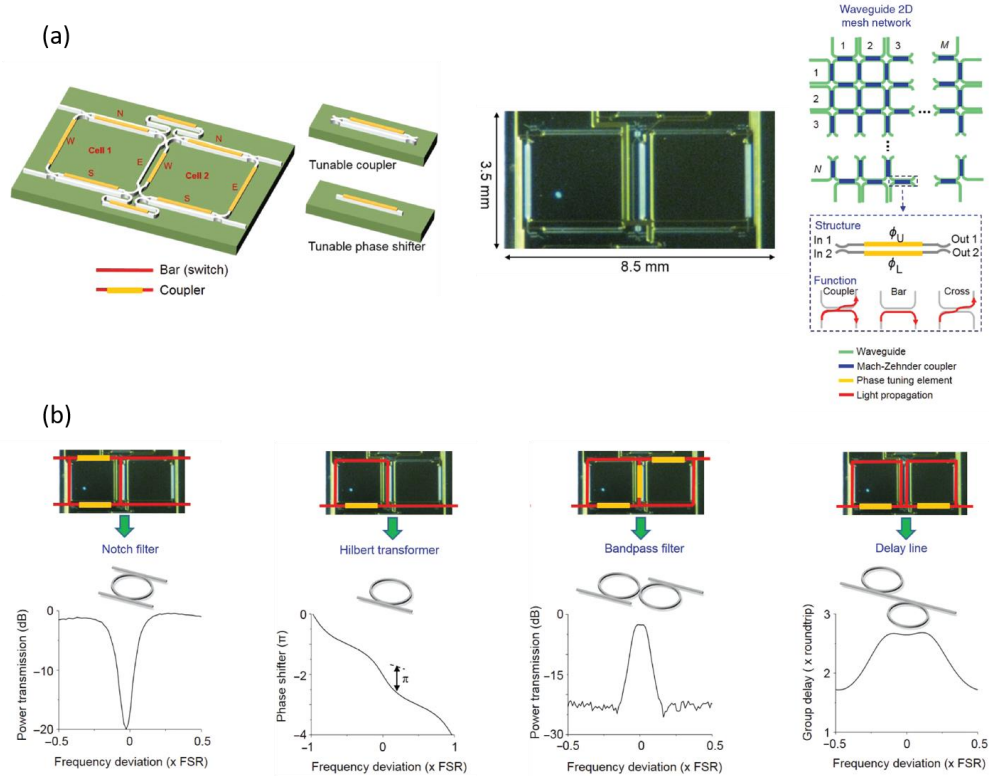 (a)
N
W
Cell 1
E
S
N
W
Cell 2
E
S
Tunable coupler
Tunable phase shifter
Bar (switch)
Coupler
3.5 mm
8.5 mm
Waveguide 2D
mesh network
1 2 3 M
1
2
3
N
Structure
In 1 ϕU Out 1
In 2 ϕL Out 2
Function
Coupler Bar Cross
Waveguide
Mach-Zehnder coupler
Phase tuning element
Light propagation
(b)
Notch filter
Power transmission (dB)
0
−10
−20
−0.5 0 0.5
Frequency deviation (x FSR)
Hilbert transformer
Phase shifter (π)
0
−2
−4
π
−1 0 1
Frequency deviation (x FSR)
Bandpass filter
Power transmission (dB)
0
−15
−30
−0.5 0 0.5
Frequency deviation (x FSR)
Delay line
Group delay ( x roundtrip)
3
2
1
−0.5 0 0.5
Frequency deviation (x FSR)